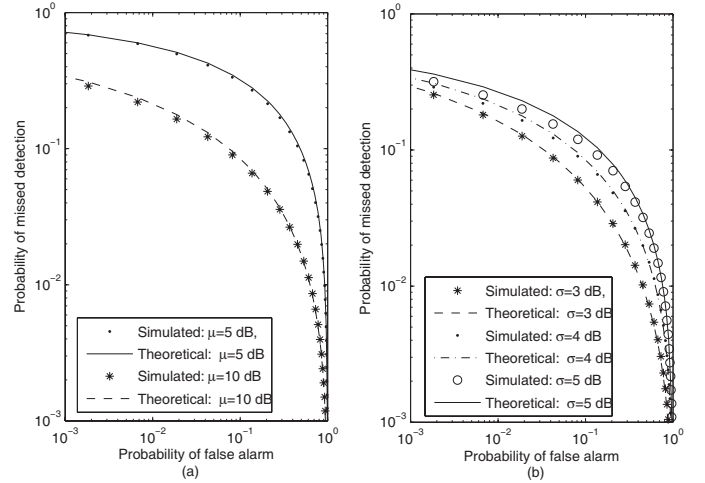 10^0
10^-1
10^-2
10^-3
Probability of missed detection
Simulated: μ=5 dB,
Theoretical: μ=5 dB
Simulated: μ=10 dB
Theoretical: μ=10 dB
10^-3 10^-2 10^-1 10^0
Probability of false alarm
(a)
10^0
10^-1
10^-2
10^-3
Probability of missed detection
Simulated: σ=3 dB,
Theoretical: σ=3 dB
Simulated: σ=4 dB
Theoretical: σ=4 dB
Simulated: σ=5 dB
Theoretical: σ=5 dB
10^-3 10^-2 10^-1 10^0
Probability of false alarm
(b)